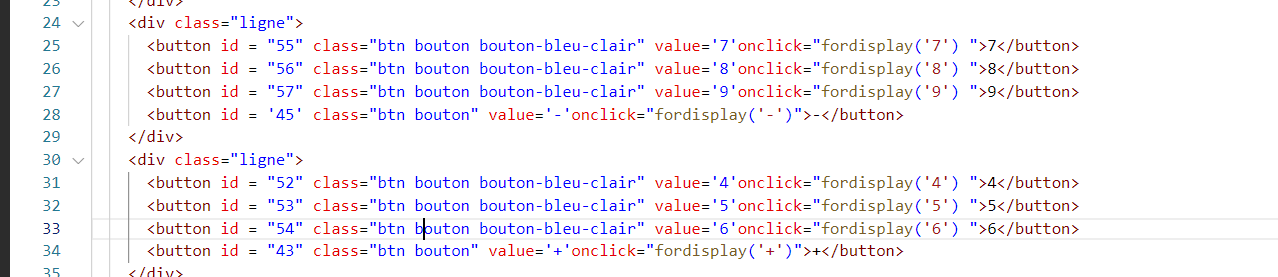 23 </div>
24 <div class="ligne">
25 <button id = "55" class="btn bouton bouton-bleu-clair" value='7'onclick="fordisplay('7') ">7</button>
26 <button id = "56" class="btn bouton bouton-bleu-clair" value='8'onclick="fordisplay('8') ">8</button>
27 <button id = "57" class="btn bouton bouton-bleu-clair" value='9'onclick="fordisplay('9') ">9</button>
28 <button id = '45' class="btn bouton" value='-'onclick="fordisplay('-')">-</button>
29 </div>
30 <div class="ligne">
31 <button id = "52" class="btn bouton bouton-bleu-clair" value='4'onclick="fordisplay('4') ">4</button>
32 <button id = "53" class="btn bouton bouton-bleu-clair" value='5'onclick="fordisplay('5') ">5</button>
33 <button id = "54" class="btn bouton bouton-bleu-clair" value='6'onclick="fordisplay('6') ">6</button>
34 <button id = "43" class="btn bouton" value='+'onclick="fordisplay('+')">+</button>
35 </div>